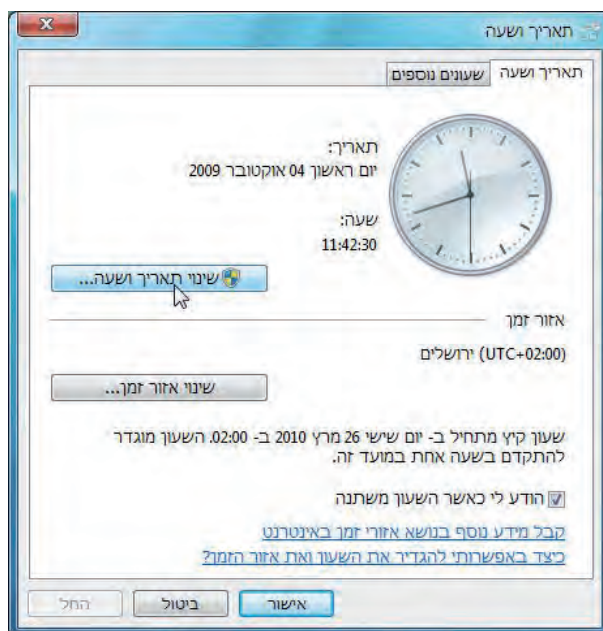 תאריך ושעה
תאריך ושעה
שעונים נוספים
תאריך:
יום ראשון 04 אוקטובר 2009
שעה:
11:42:30
שינוי תאריך ושעה...
אזור זמן
(UTC+02:00) ירושלים
שינוי אזור זמן...
שעון קיץ מתחיל ב- יום שישי 26 מרץ 2010 ב- 02:00. השעון מוגדר
להתקדם בשעה אחת במועד זה.
הודע לי כאשר השעון משתנה
קבל מידע נוסף בנושא אזורי זמן באינטרנט
כיצד באפשרותי להגדיר את השעון ואת אזור הזמן?
אישור
ביטול
החל